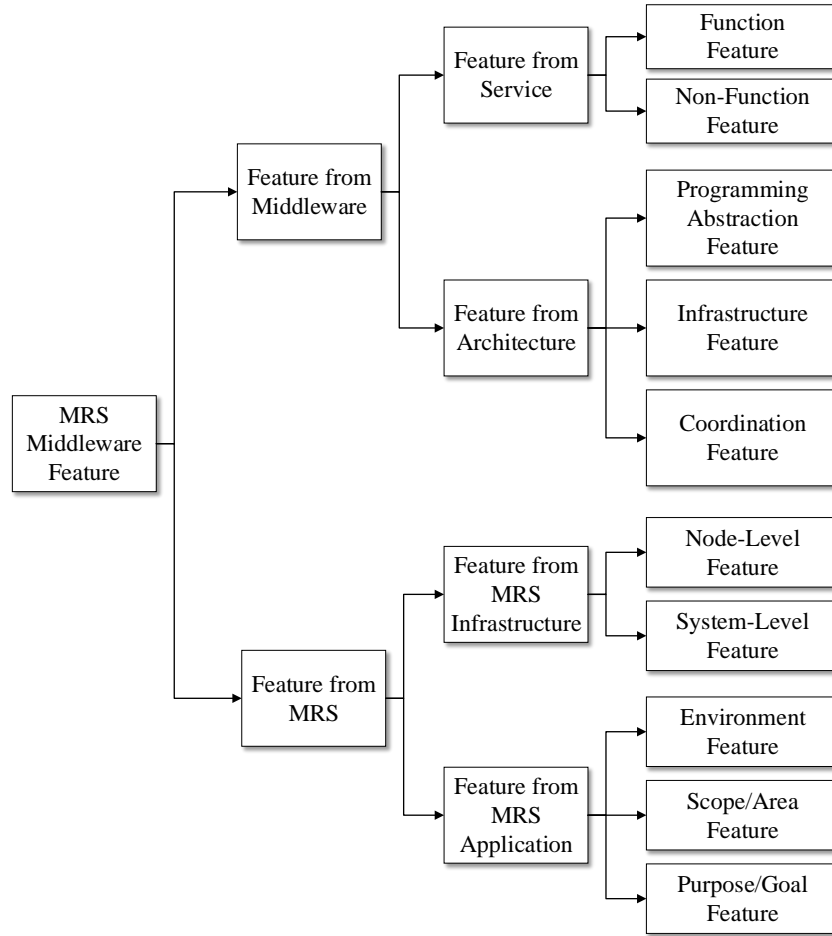 MRS
Middleware
Feature
Feature from
Middleware
Feature from
Service
Function
Feature
Non-Function
Feature
Feature from
Architecture
Programming
Abstraction
Feature
Infrastructure
Feature
Coordination
Feature
Feature from
MRS
Feature from
MRS
Infrastructure
Node-Level
Feature
System-Level
Feature
Feature from
MRS
Application
Environment
Feature
Scope/Area
Feature
Purpose/Goal
Feature